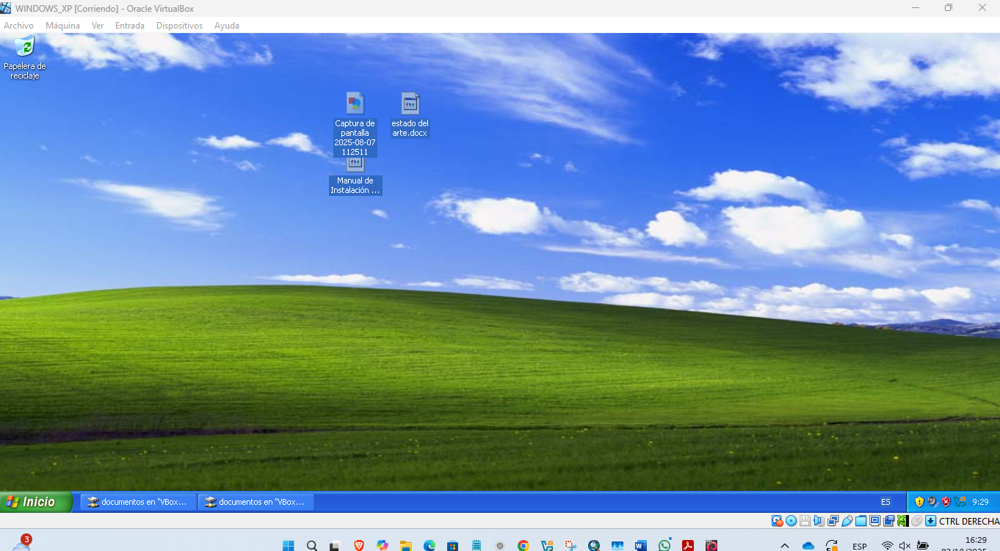 WINDOWS_XP [Corriendo] - Oracle VirtualBox
Archivo Máquina Ver Entrada Dispositivos Ayuda
Papelera de
reciclaje
Captura de
pantalla
2025-08-07
112511
estado del
arte.docx
Manual de
Instalación ...
Inicio
documentos en "VBox...
documentos en "VBox...
ES
9:29
CTRL DERECHA
3
ESP
16:29